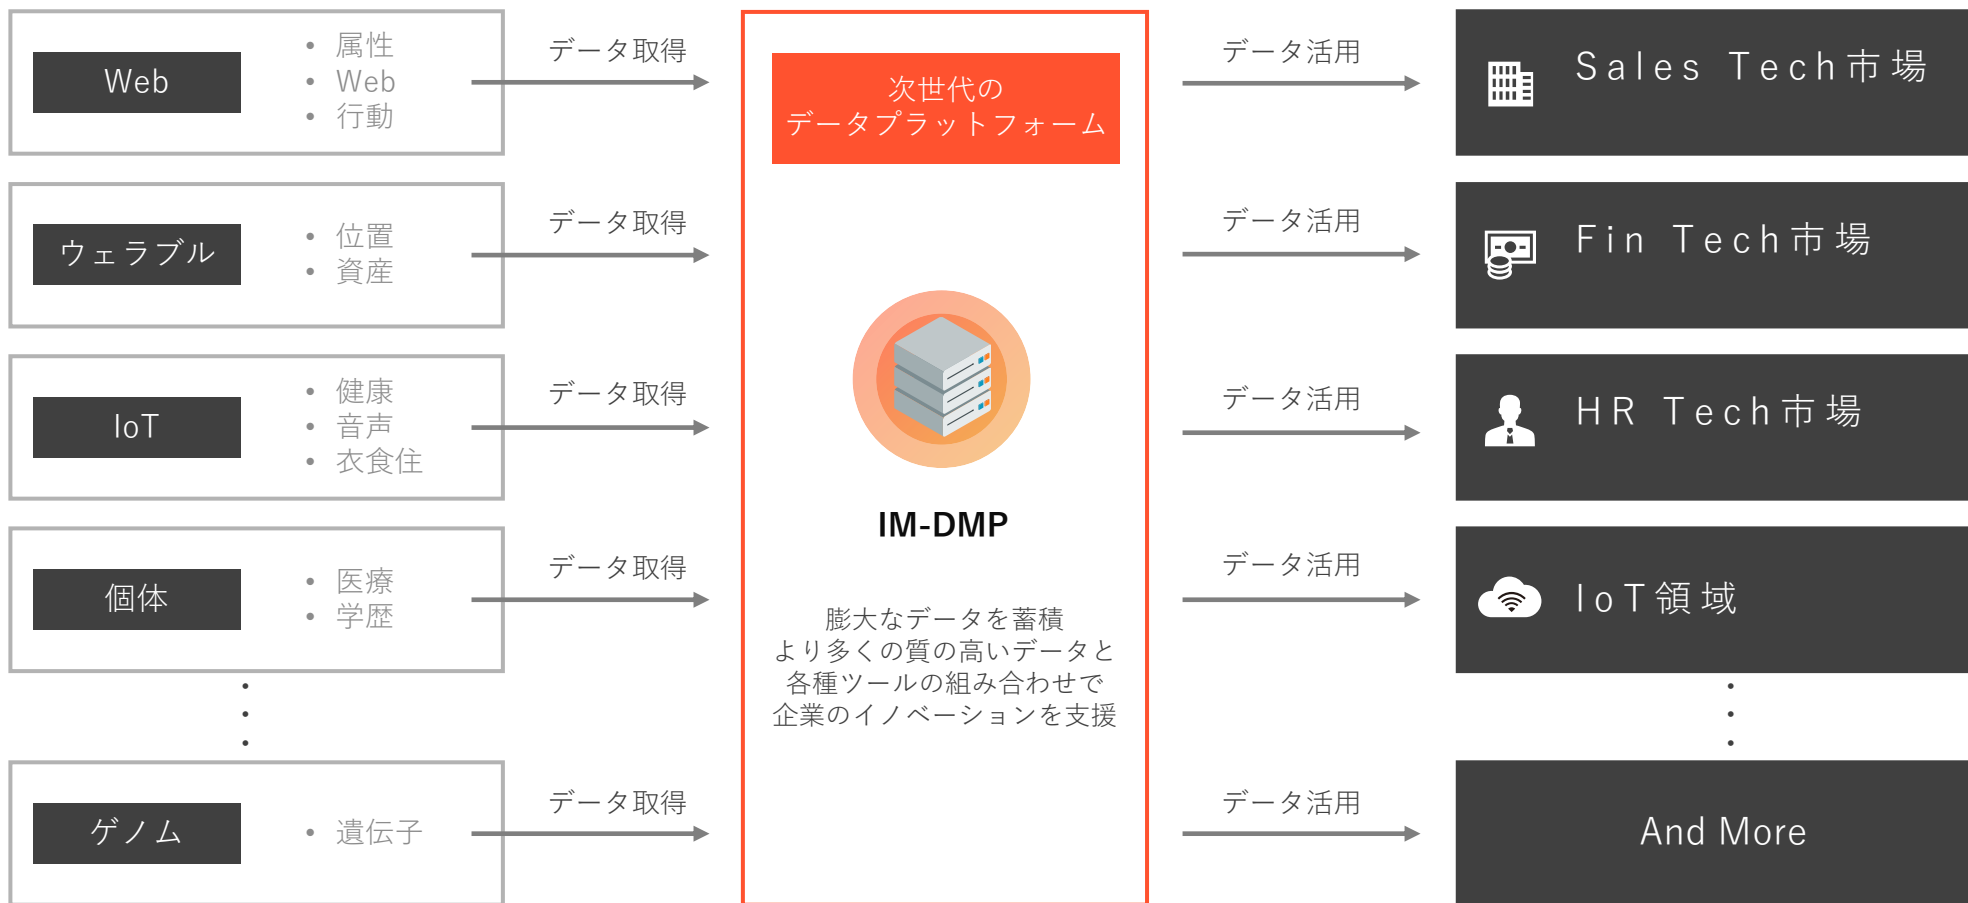 Web
• 属性
• Web
• 行動
データ取得
ウェラブル
• 位置
• 資産
データ取得
IoT
• 健康
• 音声
• 衣食住
データ取得
個体
• 医療
• 学歴
データ取得
・
・
・
ゲノム
• 遺伝子
データ取得
次世代の
データプラットフォーム
IM-DMP
膨大なデータを蓄積
より多くの質の高いデータと
各種ツールの組み合わせで
企業のイノベーションを支援
データ活用
Sales Tech市場
データ活用
Fin Tech市場
データ活用
HR Tech市場
データ活用
IoT領域
・
・
・
データ活用
And More